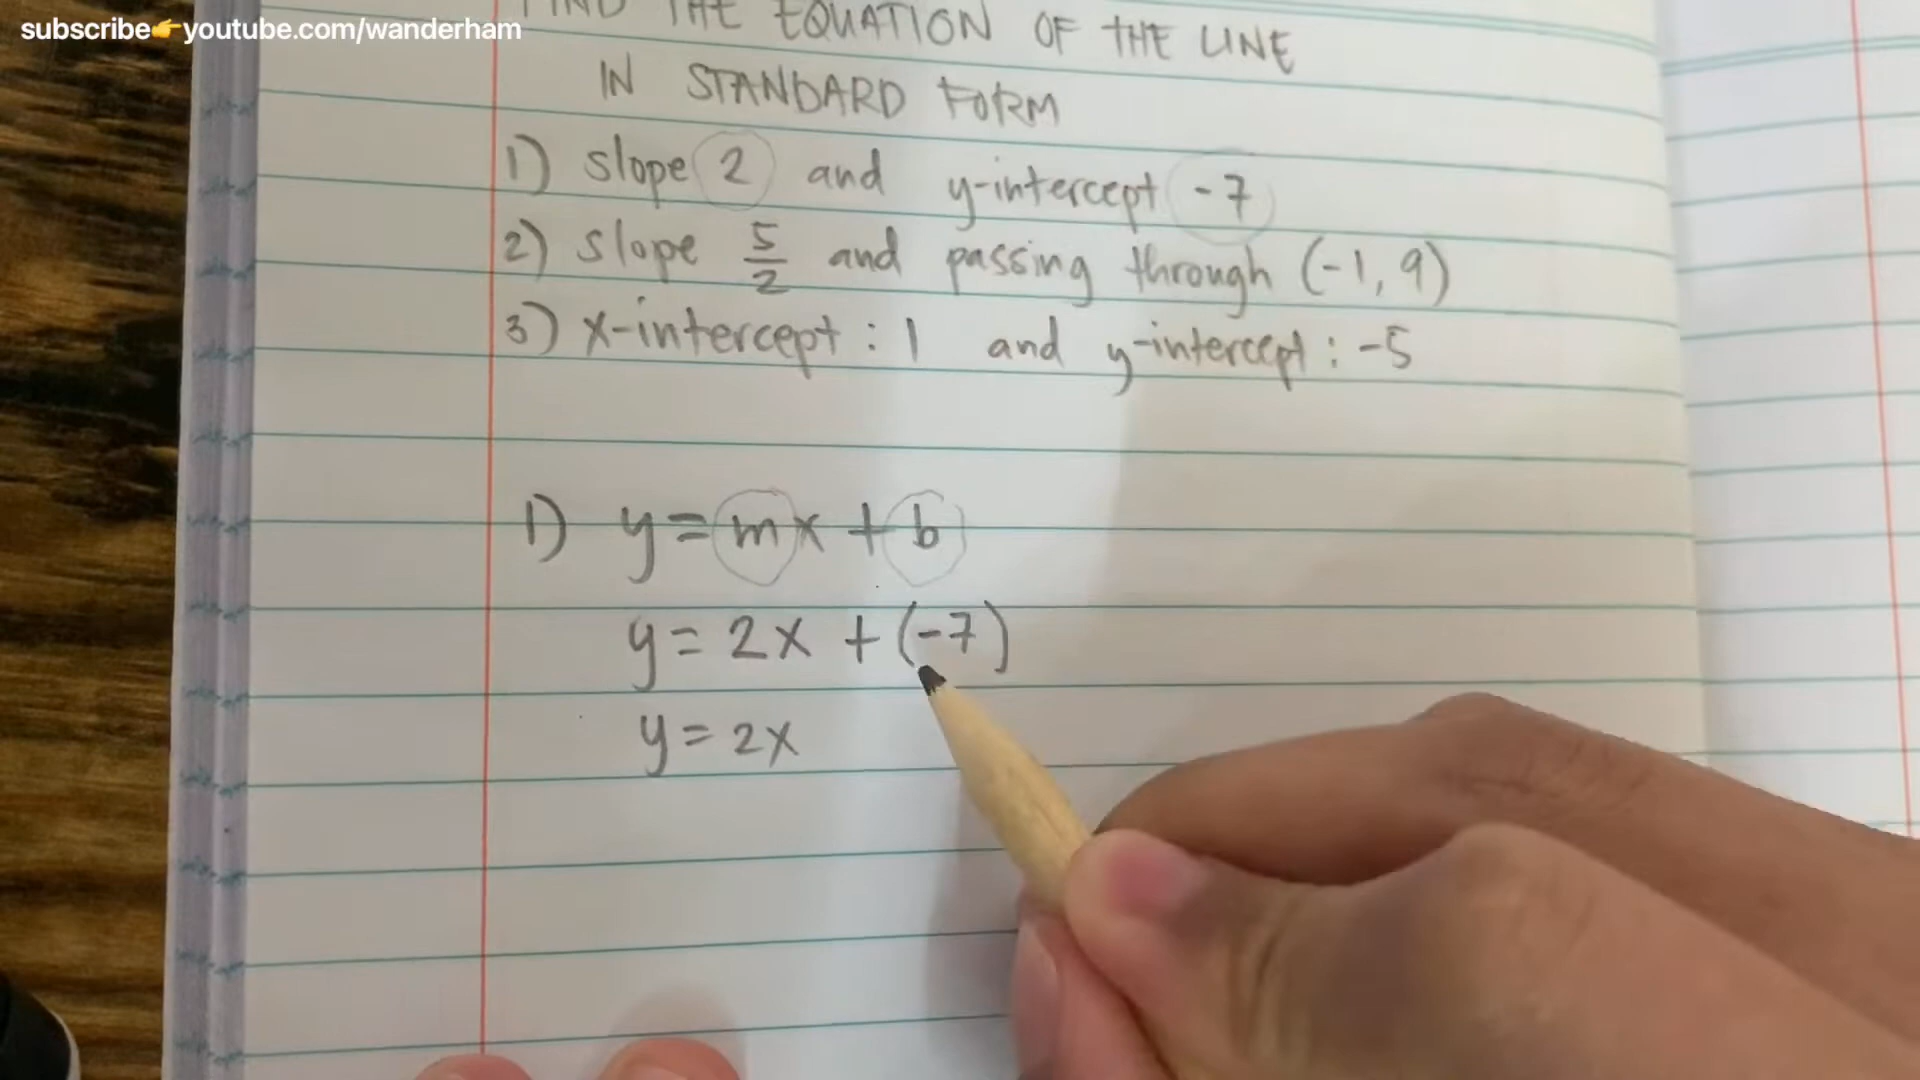 subscribe👉youtube.com/wanderham
FIND THE EQUATION OF THE LINE
IN STANDARD FORM
1) slope 2 and y-intercept -7
2) slope 5/2 and passing through (-1, 9)
3) x-intercept : 1 and y-intercept : -5
1) y = mx + b
y = 2x + (-7)
y = 2x